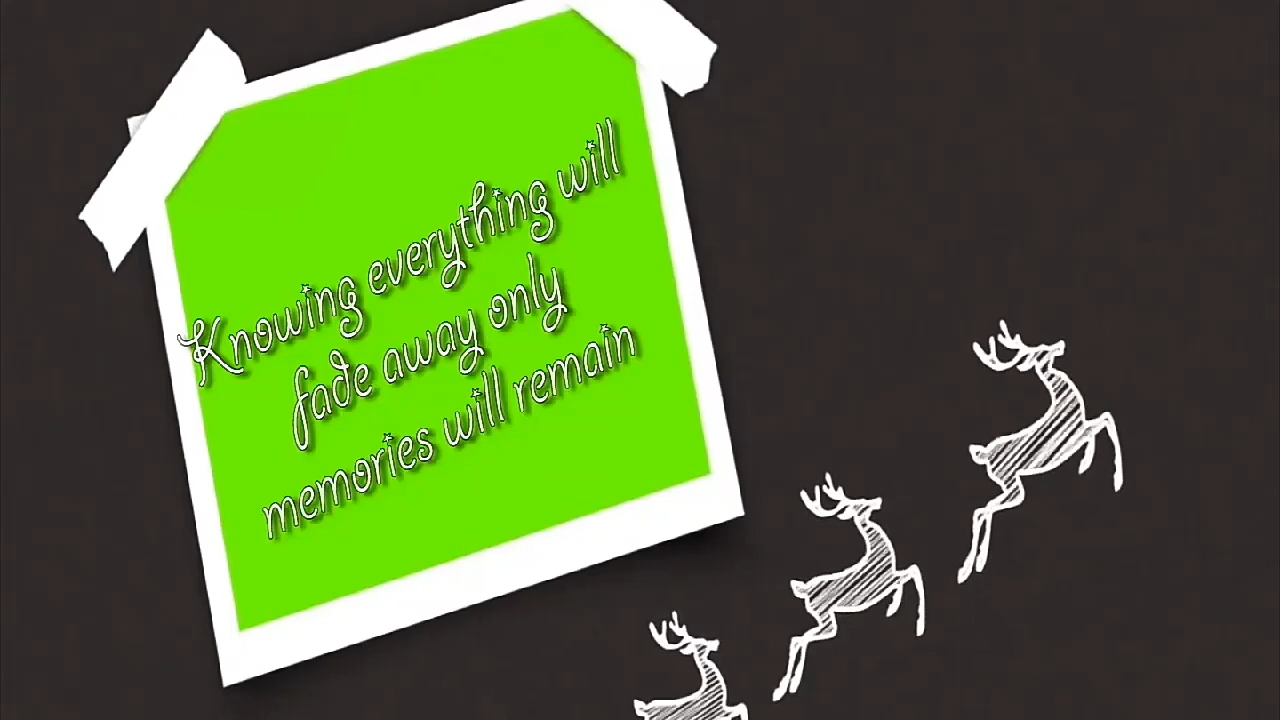 Knowing everything will
fade away only
memories will remain